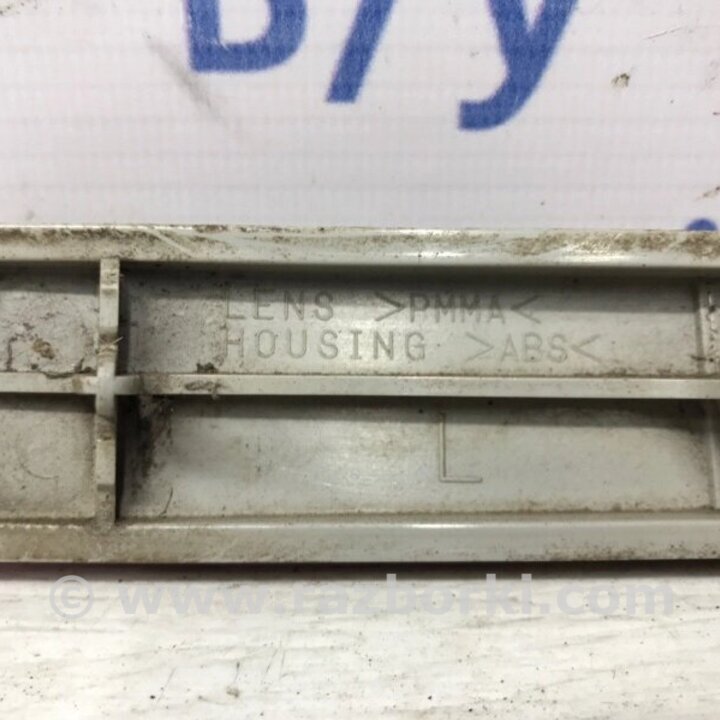 Б/у
LENS >PMMA<
HOUSING >ABS<
L
© www.razborki.com